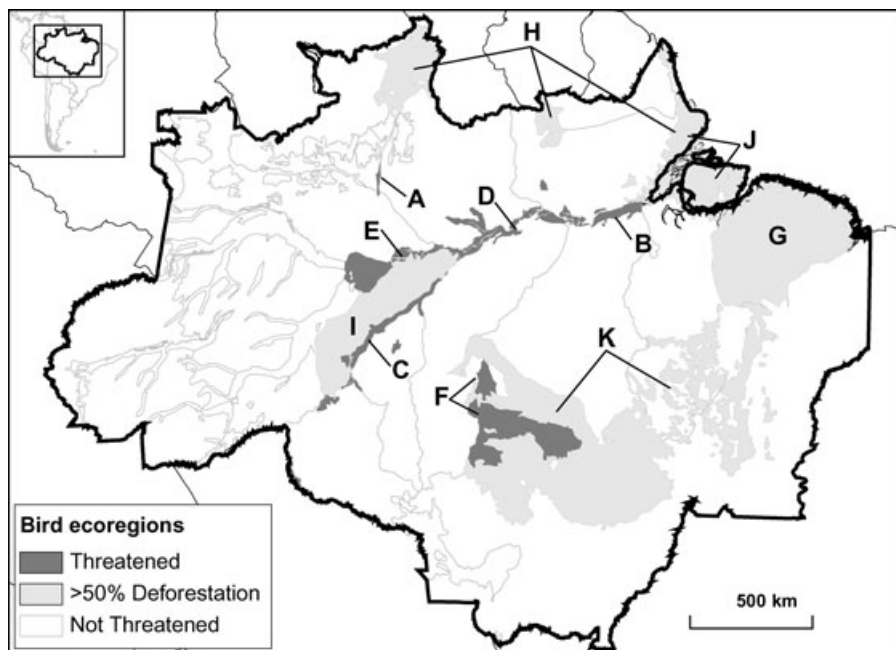 H
J
A
D
B
E
G
I
K
C
F
Bird ecoregions
Threatened
>50% Deforestation
Not Threatened
500 km